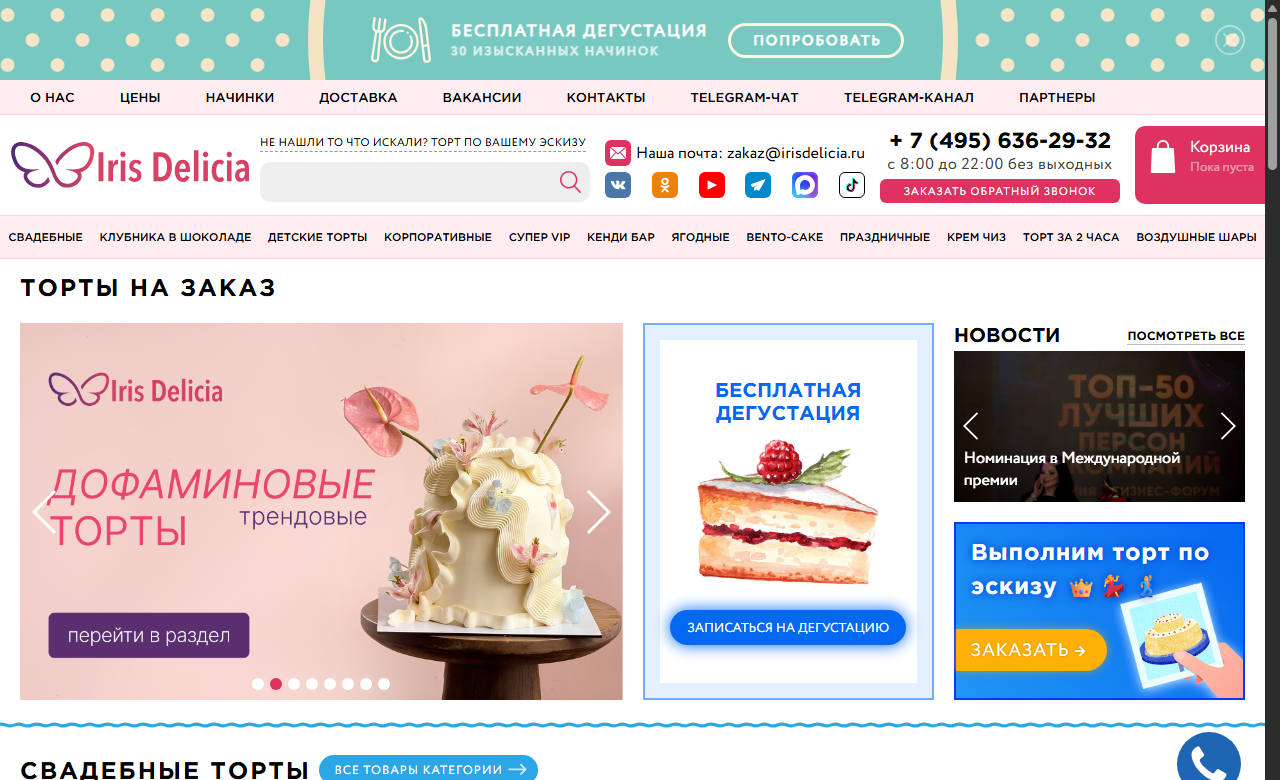 БЕСПЛАТНАЯ ДЕГУСТАЦИЯ
30 ИЗЫСКАННЫХ НАЧИНОК
ПОПРОБОВАТЬ
О НАС ЦЕНЫ НАЧИНКИ ДОСТАВКА ВАКАНСИИ КОНТАКТЫ TELEGRAM-ЧАТ TELEGRAM-КАНАЛ ПАРТНЕРЫ
Iris Delicia
НЕ НАШЛИ ТО ЧТО ИСКАЛИ? ТОРТ ПО ВАШЕМУ ЭСКИЗУ
Наша почта: zakaz@irisdelicia.ru
+ 7 (495) 636-29-32
с 8:00 до 22:00 без выходных
ЗАКАЗАТЬ ОБРАТНЫЙ ЗВОНОК
Корзина
Пока пуста
СВАДЕБНЫЕ КЛУБНИКА В ШОКОЛАДЕ ДЕТСКИЕ ТОРТЫ КОРПОРАТИВНЫЕ СУПЕР VIP КЕНДИ БАР ЯГОДНЫЕ BENTO-CAKE ПРАЗДНИЧНЫЕ КРЕМ ЧИЗ ТОРТ ЗА 2 ЧАСА ВОЗДУШНЫЕ ШАРЫ
ТОРТЫ НА ЗАКАЗ
Iris Delicia
ДОФАМИНОВЫЕ
ТОРТЫ трендовые
перейти в раздел
БЕСПЛАТНАЯ
ДЕГУСТАЦИЯ
ЗАПИСАТЬСЯ НА ДЕГУСТАЦИЮ
НОВОСТИ ПОСМОТРЕТЬ ВСЕ
ТОП-50
ЛУЧШИХ
ПЕРСОН
Номинация в Международной
премии
Выполним торт по
эскизу
ЗАКАЗАТЬ →
СВАДЕБНЫЕ ТОРТЫ ВСЕ ТОВАРЫ КАТЕГОРИИ